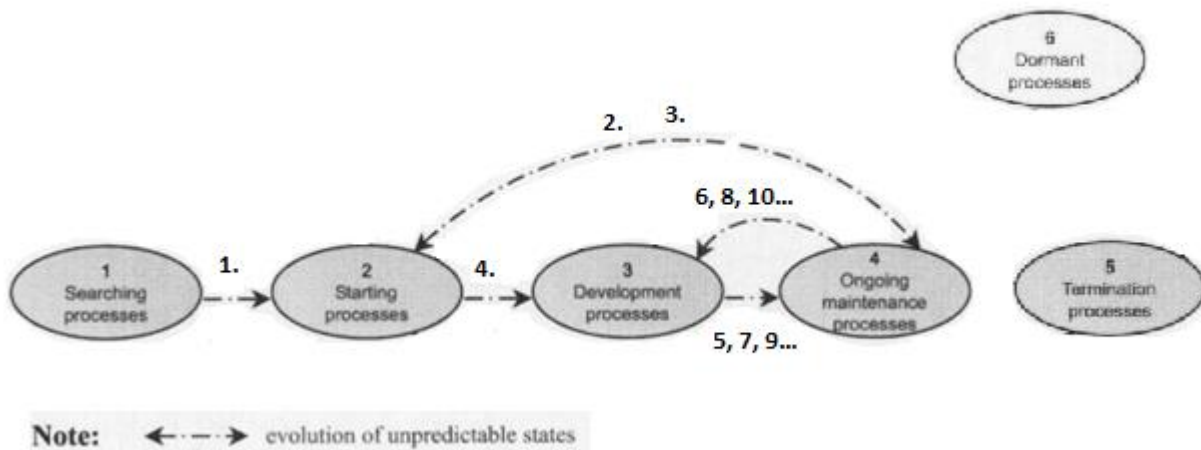 6
Dormant
processes
2.
3.
6, 8, 10...
1
Searching
processes
1.
2
Starting
processes
4.
3
Development
processes
4
Ongoing
maintenance
processes
5
Termination
processes
5, 7, 9...
Note:
evolution of unpredictable states